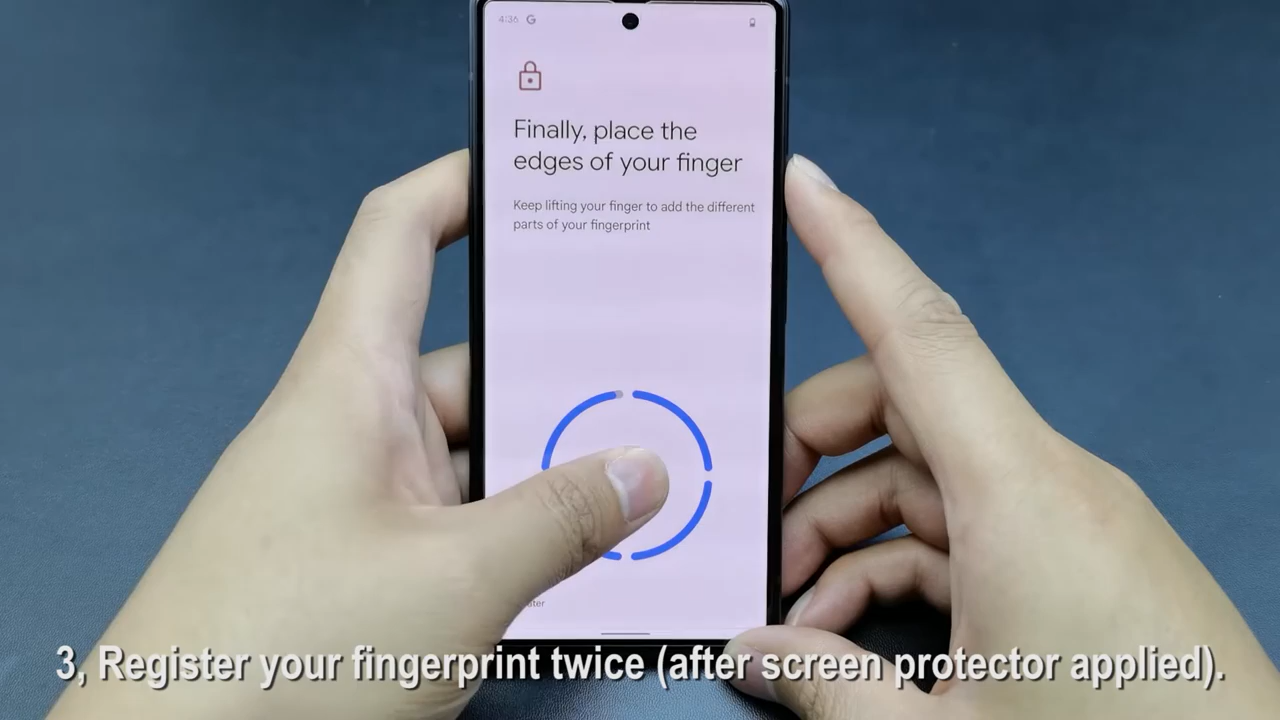 4:36 G
Finally, place the
edges of your finger
Keep lifting your finger to add the different
parts of your fingerprint
3, Register your fingerprint twice (after screen protector applied).